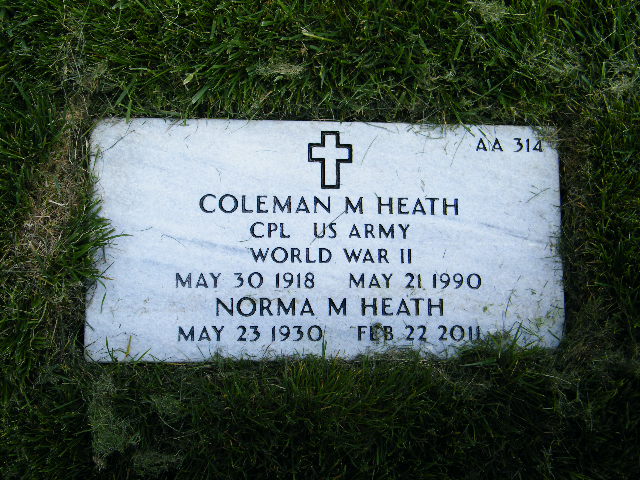 AA 314
COLEMAN M HEATH
CPL US ARMY
WORLD WAR II
MAY 30 1918 MAY 21 1990
NORMA M HEATH
MAY 23 1930 FEB 22 2011